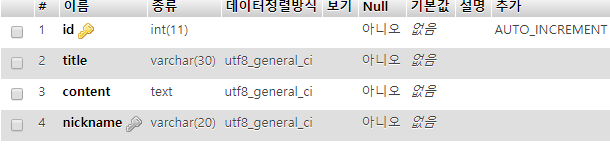 # 이름 종류 데이터정렬방식 보기 Null 기본값 설명 추가
1 id int(11) 아니오 없음 AUTO_INCREMENT
2 title varchar(30) utf8_general_ci 아니오 없음
3 content text utf8_general_ci 아니오 없음
4 nickname varchar(20) utf8_general_ci 아니오 없음